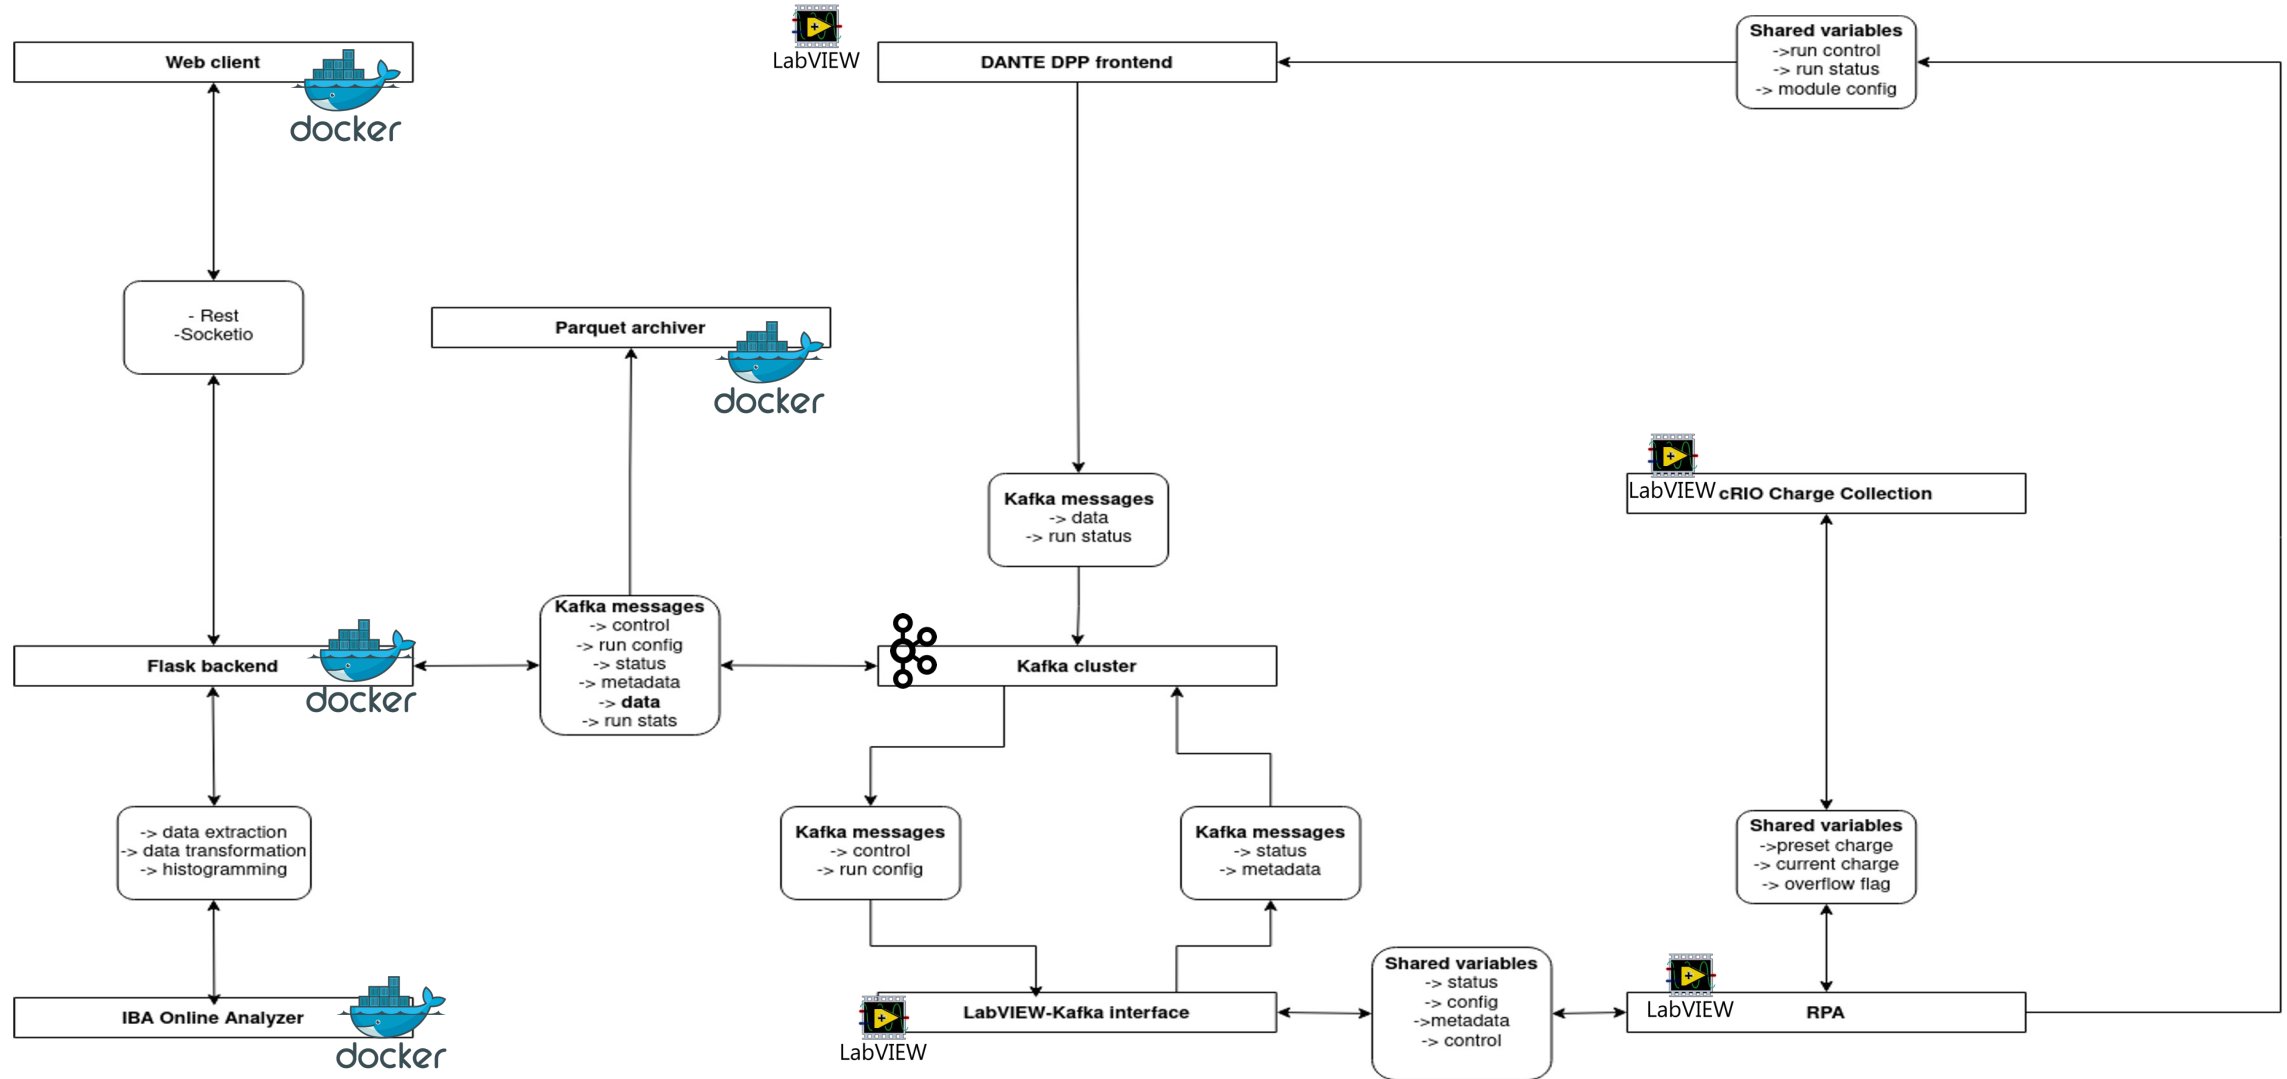 Web client
docker
LabVIEW
DANTE DPP frontend
Shared variables
->run control
-> run status
-> module config
- Rest
-Socketio
Parquet archiver
docker
Kafka messages
-> data
-> run status
LabVIEW
cRIO Charge Collection
Flask backend
docker
Kafka messages
-> control
-> run config
-> status
-> metadata
-> data
-> run stats
Kafka cluster
-> data extraction
-> data transformation
-> histogramming
Kafka messages
-> control
-> run config
Kafka messages
-> status
-> metadata
Shared variables
->preset charge
-> current charge
-> overflow flag
IBA Online Analyzer
docker
LabVIEW
LabVIEW-Kafka interface
Shared variables
-> status
-> config
->metadata
-> control
LabVIEW
RPA